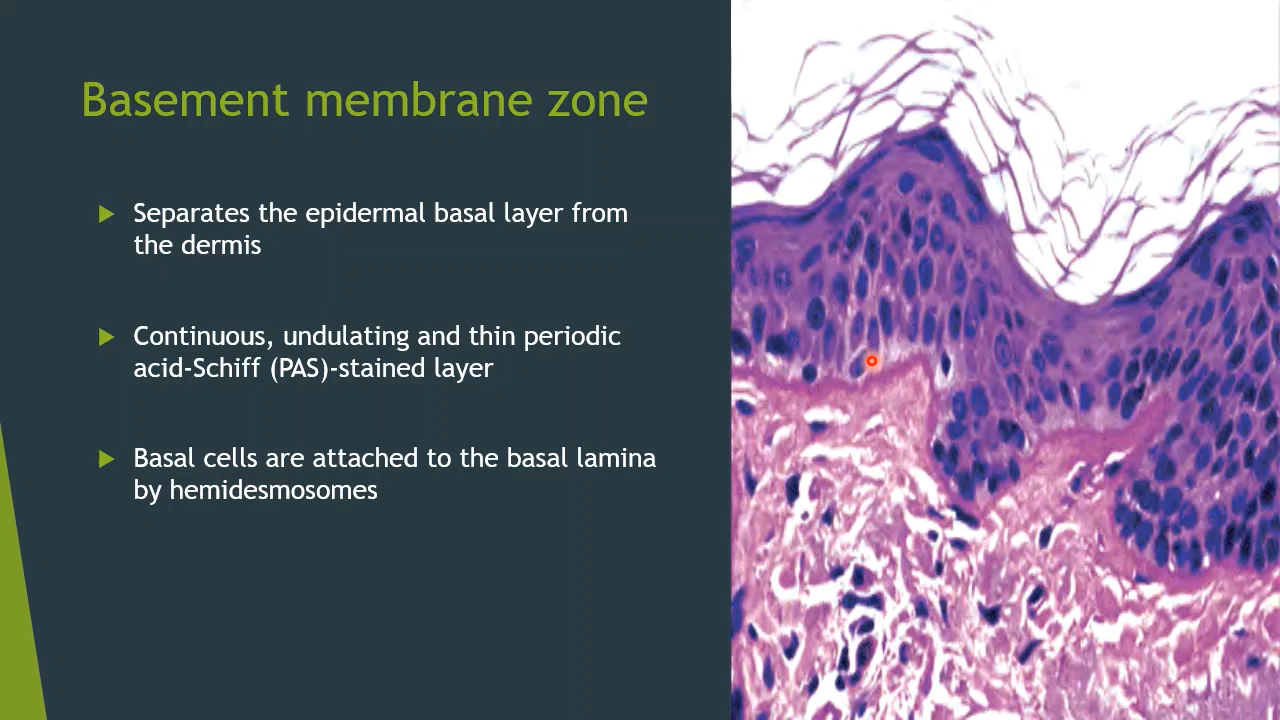 Basement membrane zone
Separates the epidermal basal layer from
the dermis
Continuous, undulating and thin periodic
acid-Schiff (PAS)-stained layer
Basal cells are attached to the basal lamina
by hemidesmosomes